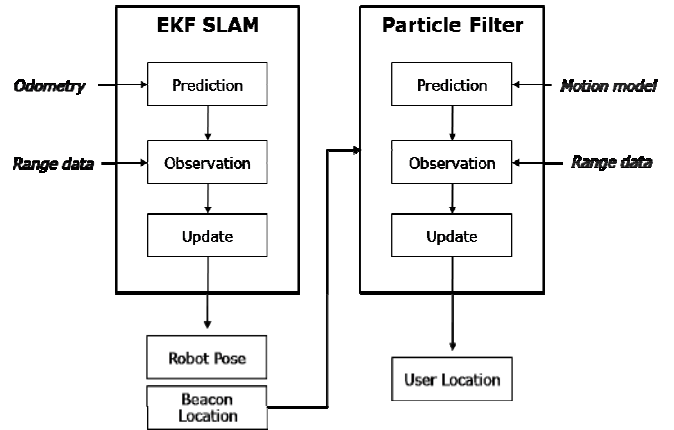 EKF SLAM
Odometry
Prediction
Range data
Observation
Update
Robot Pose
Beacon
Location
Particle Filter
Prediction
Motion model
Observation
Range data
Update
User Location